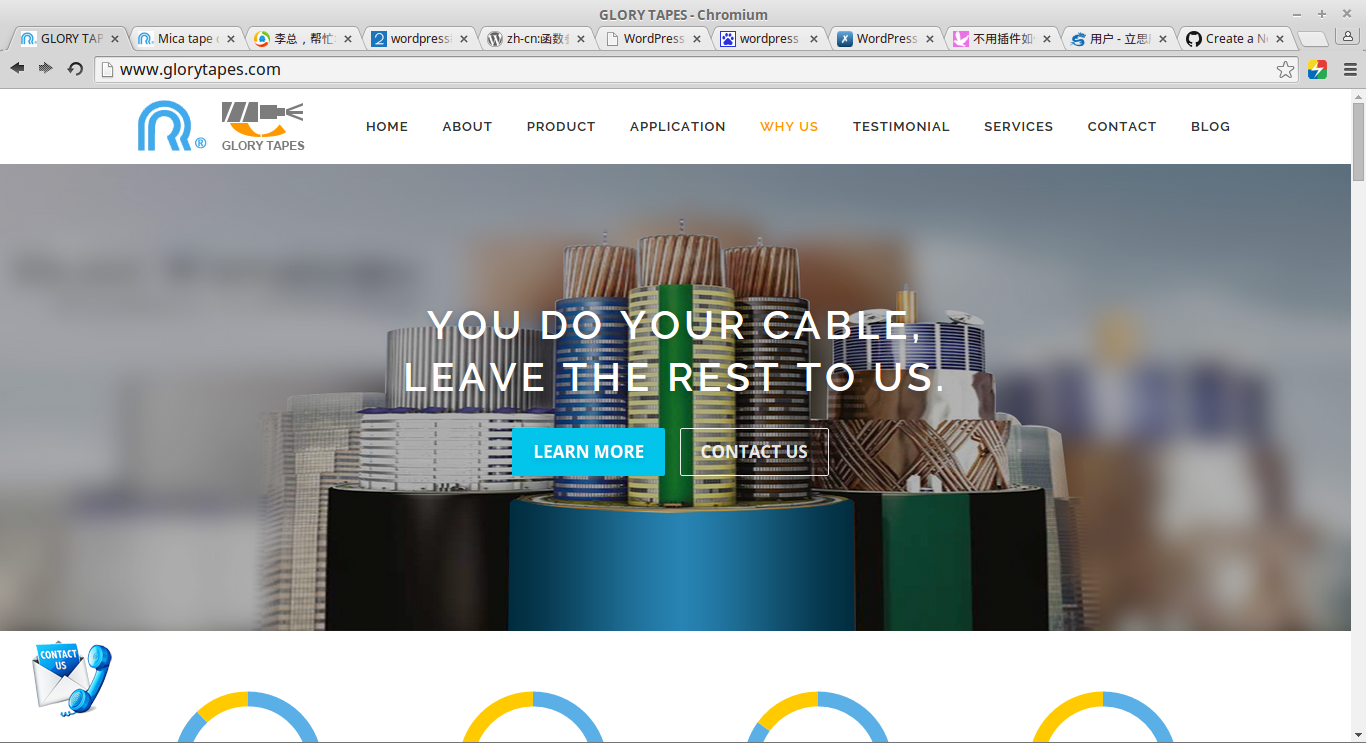 GLORY TAPES - Chromium
GLORY TAP
Mica tape
李总，帮忙
wordpress
zh-cn:函数
WordPress
wordpress
WordPress
不用插件如
用户 - 立思
Create a N
www.glorytapes.com
R®
GLORY TAPES
HOME
ABOUT
PRODUCT
APPLICATION
WHY US
TESTIMONIAL
SERVICES
CONTACT
BLOG
YOU DO YOUR CABLE,
LEAVE THE REST TO US.
LEARN MORE
CONTACT US
CONTACT
US